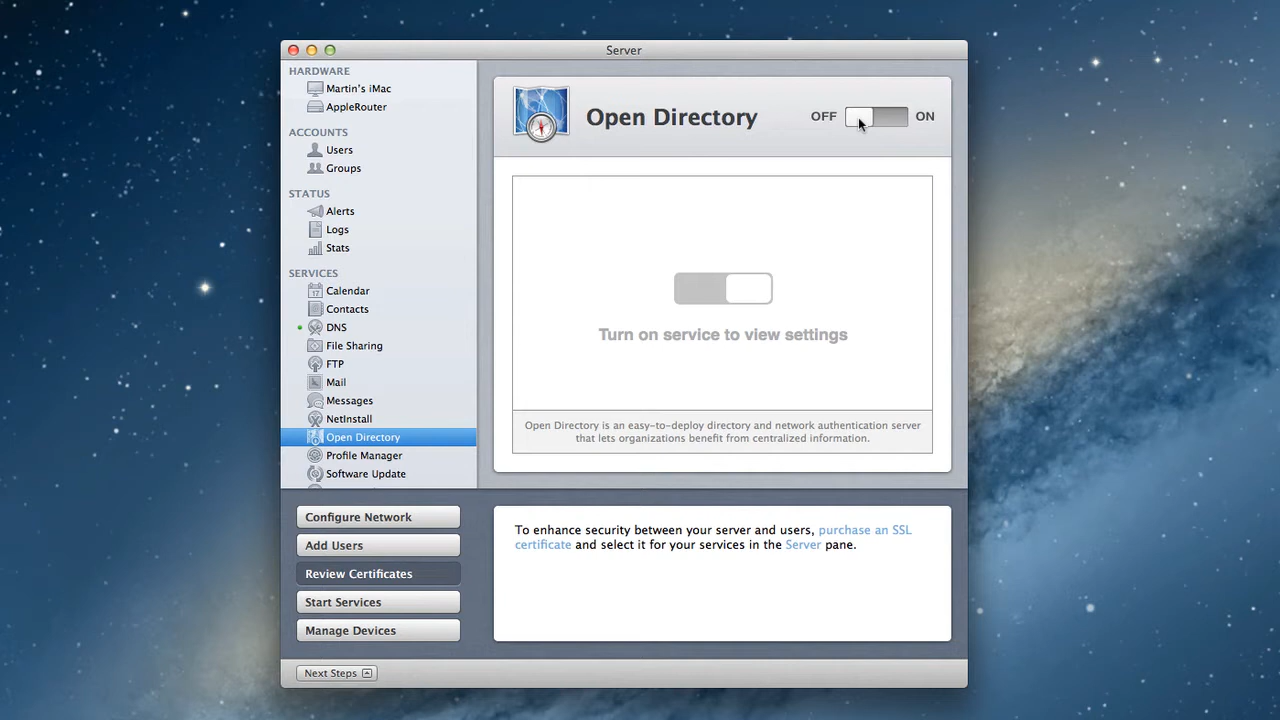 Server
HARDWARE
Martin's iMac
AppleRouter
ACCOUNTS
Users
Groups
STATUS
Alerts
Logs
Stats
SERVICES
17
Calendar
Contacts
DNS
File Sharing
FTP
Mail
Messages
NetInstall
Open Directory
Profile Manager
Software Update
Open Directory
OFF
ON
Turn on service to view settings
Open Directory is an easy-to-deploy directory and network authentication server
that lets organizations benefit from centralized information.
Configure Network
Add Users
Review Certificates
Start Services
Manage Devices
To enhance security between your server and users, purchase an SSL
certificate and select it for your services in the Server pane.
Next Steps